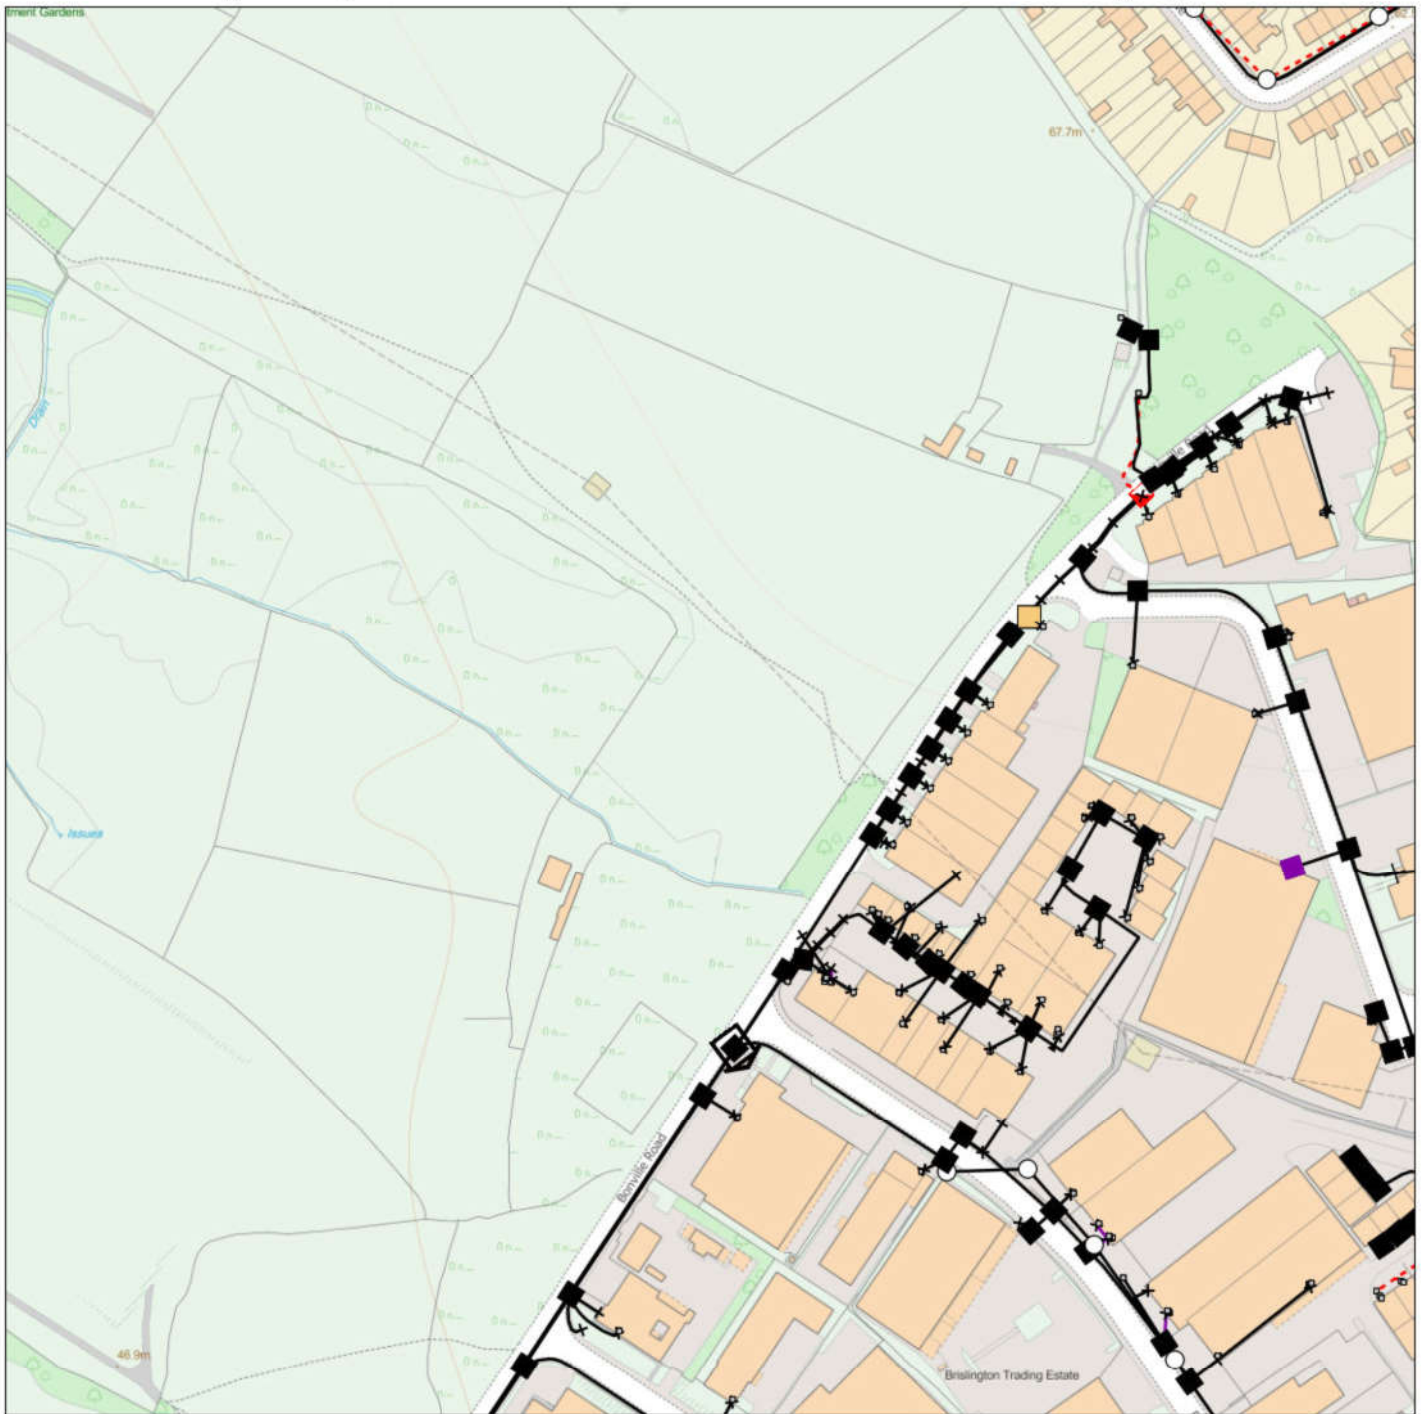 tment Gardens
67.7m
Drain
Issues
Bonville Road
46.9m
Brislington Trading Estate